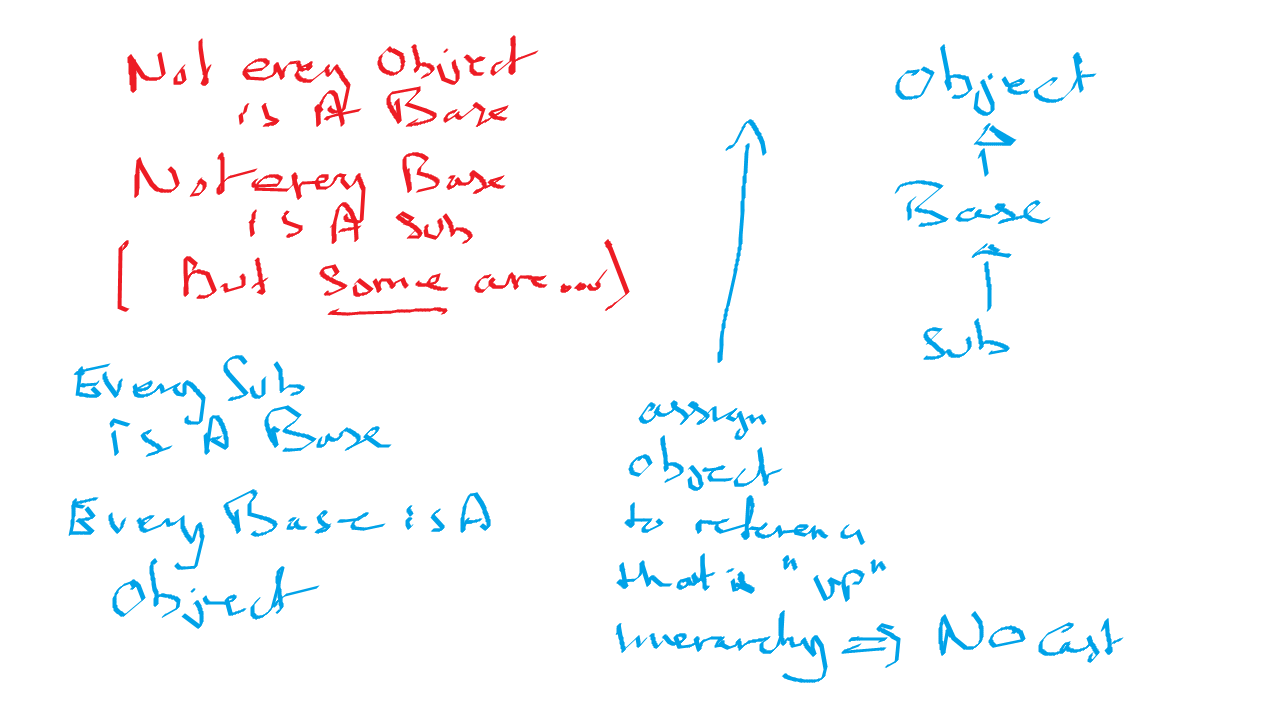 Not every Object
is A Base
Not every Base
is A Sub
( But Some are...)
Every Sub
is A Base
Every Base is A
Object
Object
Base
Sub
assign
object
to reference
that is "up"
hierarchy => NO Cast